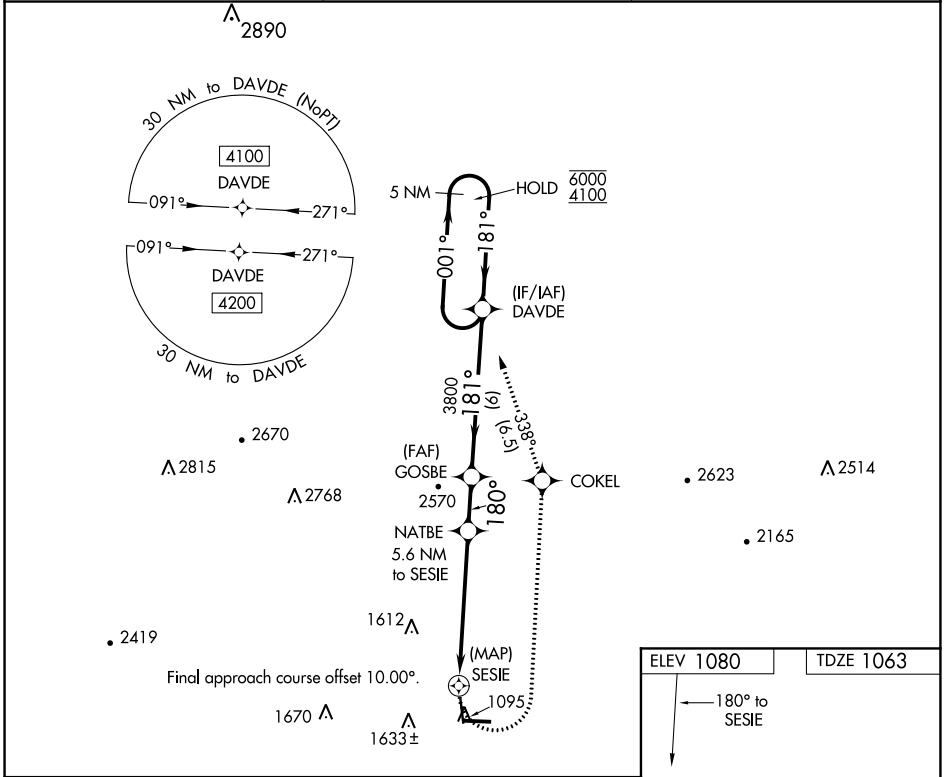 2890
30 NM to DAVDE (NoPT)
4100
DAVDE
091°
271°
091°
271°
DAVDE
4200
30 NM to DAVDE
5 NM
HOLD
6000
4100
001°
181°
(IF/IAF)
DAVDE
3800
181°
(6)
338°
(6.5)
2670
2815
2768
(FAF)
GOSBE
2570
180°
COKEL
2623
2514
NATBE
5.6 NM
to SESIE
2165
1612
2419
(MAP)
SESIE
Final approach course offset 10.00°.
1095
1670
1633±
ELEV 1080
TDZE 1063
180° to
SESIE